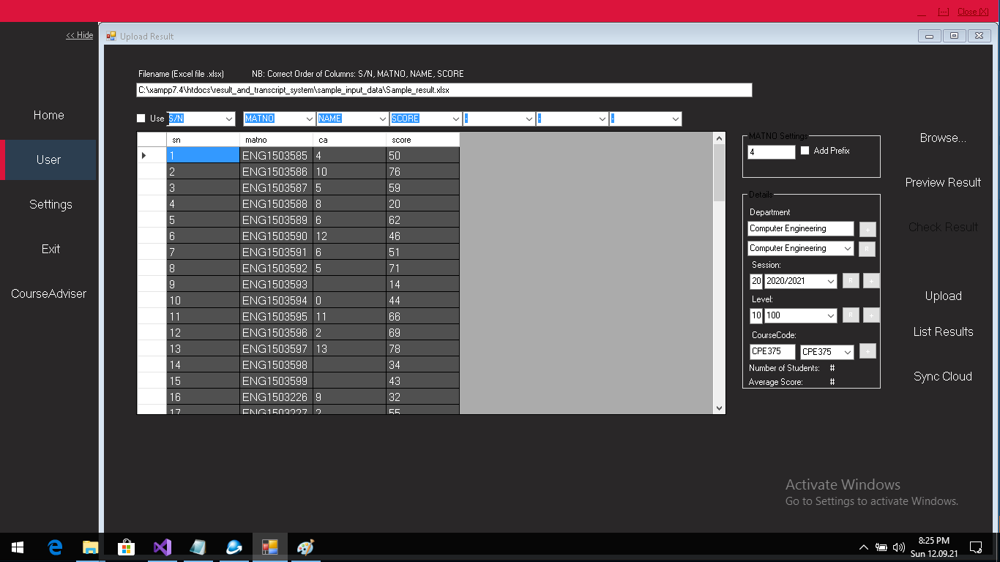 Close [X]
<< Hide
Upload Result
Filename (Excel file .xlsx) NB: Correct Order of Columns: S/N, MATNO, NAME, SCORE
C:\xampp7.4\htdocs\result_and_transcript_system\sample_input_data\Sample_result.xlsx
Home
User
Settings
Exit
CourseAdviser
Use S/N MATNO NAME SCORE - - -
sn matno ca score
1 ENG1503585 4 50
2 ENG1503586 10 76
3 ENG1503587 5 59
4 ENG1503588 8 20
5 ENG1503589 6 62
6 ENG1503590 12 46
7 ENG1503591 6 51
8 ENG1503592 5 71
9 ENG1503593 14
10 ENG1503594 0 44
11 ENG1503595 11 66
12 ENG1503596 2 69
13 ENG1503597 13 78
14 ENG1503598 34
15 ENG1503599 43
16 ENG1503226 9 32
17 ENG1503227 2 55
MATNO Settings
4 Add Prefix
Details
Department
Computer Engineering +
Computer Engineering R
Session:
20 2020/2021 R +
Level:
10 100 R +
CourseCode:
CPE375 CPE375 +
Number of Students: #
Average Score: #
Browse...
Preview Result
Check Result
Upload
List Results
Sync Cloud
Activate Windows
Go to Settings to activate Windows.
8:25 PM
Sun 12.09.21